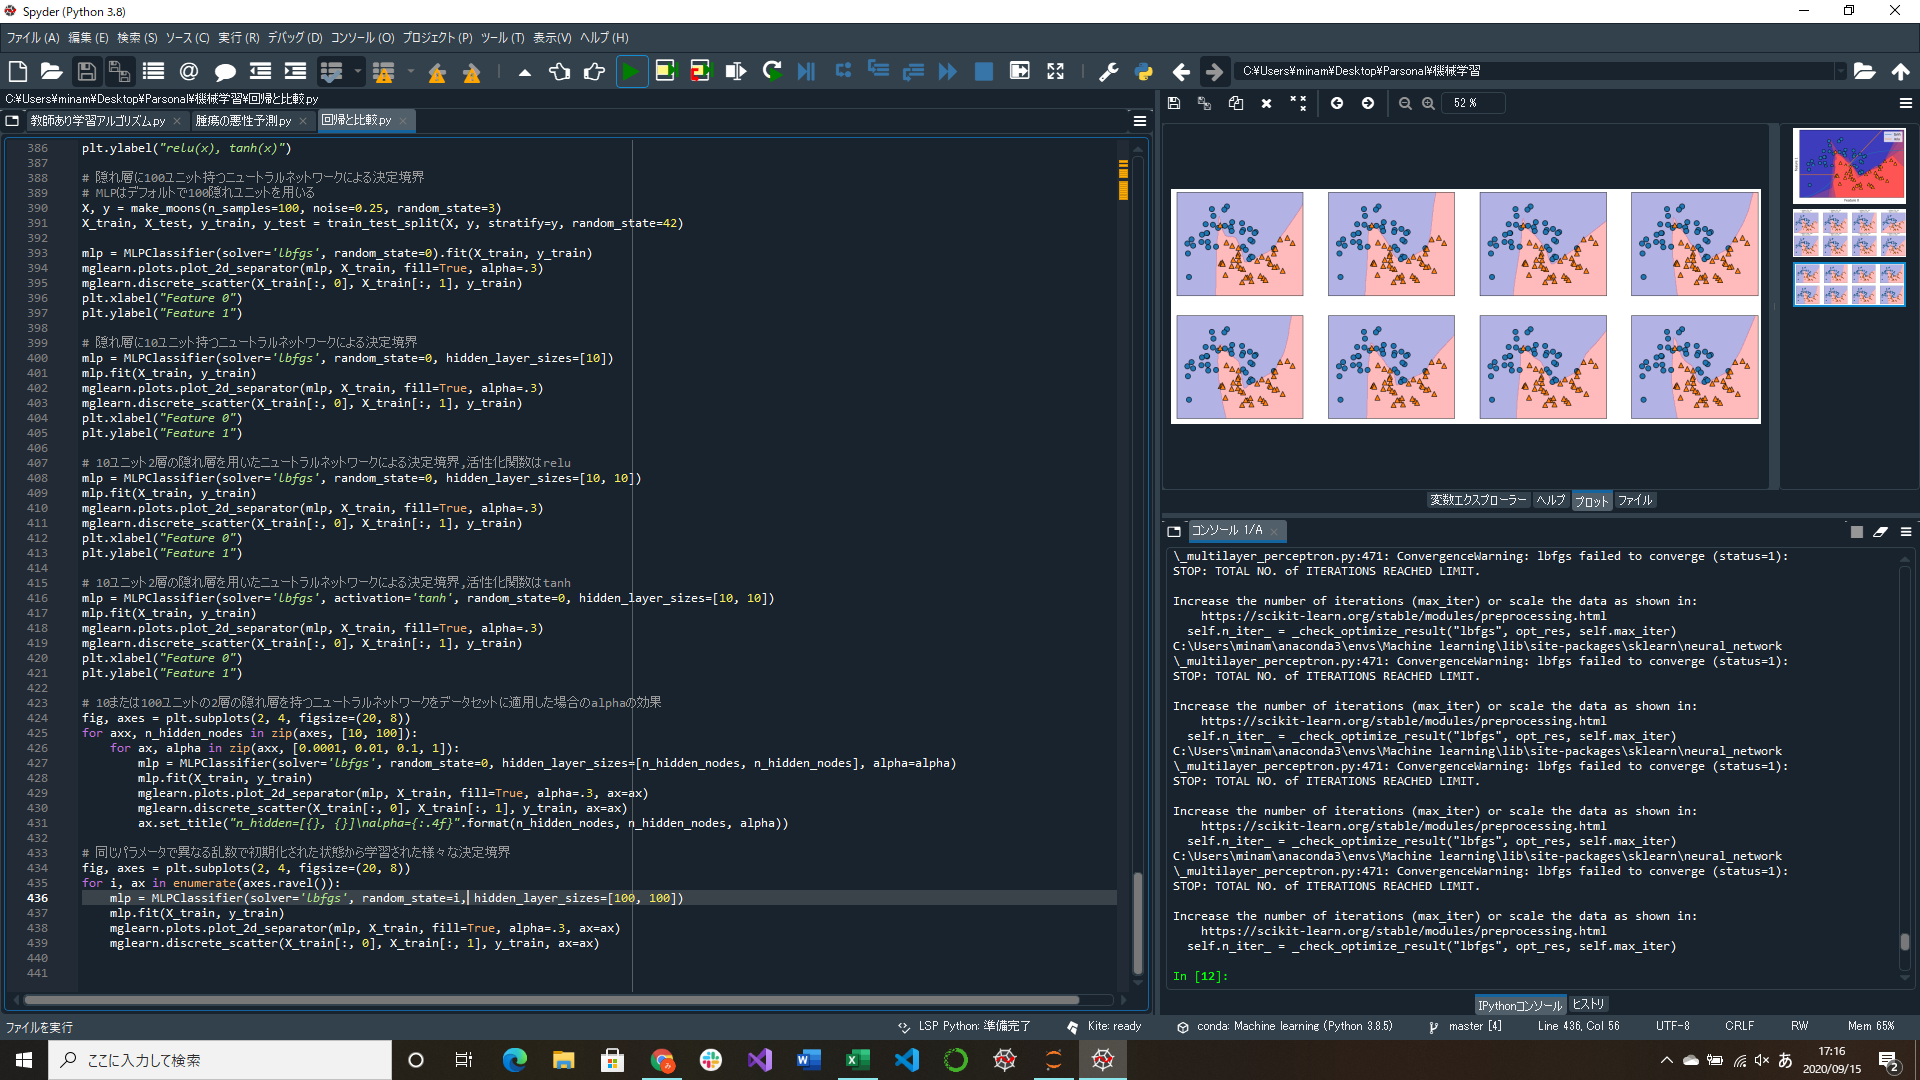 Spyder (Python 3.8)
ファイル (A) 編集 (E) 検索 (S) ソース (C) 実行 (R) デバッグ (D) コンソール (O) プロジェクト (P) ツール (T) 表示(V) ヘルプ (H)
C:¥Users¥minam¥Desktop¥Parsonal¥機械学習
C:¥Users¥minam¥Desktop¥Parsonal¥機械学習¥回帰と比較.py
教師あり学習アルゴリズム.py
腫瘍の悪性予測.py
回帰と比較.py
52 %
386 plt.ylabel("relu(x), tanh(x)")
387
388 # 隠れ層に100ユニット持つニュートラルネットワークによる決定境界
389 # MLPはデフォルトで100隠れユニットを用いる
390 X, y = make_moons(n_samples=100, noise=0.25, random_state=3)
391 X_train, X_test, y_train, y_test = train_test_split(X, y, stratify=y, random_state=42)
392
393 mlp = MLPClassifier(solver='lbfgs', random_state=0).fit(X_train, y_train)
394 mglearn.plots.plot_2d_separator(mlp, X_train, fill=True, alpha=.3)
395 mglearn.discrete_scatter(X_train[:, 0], X_train[:, 1], y_train)
396 plt.xlabel("Feature 0")
397 plt.ylabel("Feature 1")
398
399 # 隠れ層に10ユニット持つニュートラルネットワークによる決定境界
400 mlp = MLPClassifier(solver='lbfgs', random_state=0, hidden_layer_sizes=[10])
401 mlp.fit(X_train, y_train)
402 mglearn.plots.plot_2d_separator(mlp, X_train, fill=True, alpha=.3)
403 mglearn.discrete_scatter(X_train[:, 0], X_train[:, 1], y_train)
404 plt.xlabel("Feature 0")
405 plt.ylabel("Feature 1")
406
407 # 10ユニット2層の隠れ層を用いたニュートラルネットワークによる決定境界,活性化関数はrelu
408 mlp = MLPClassifier(solver='lbfgs', random_state=0, hidden_layer_sizes=[10, 10])
409 mlp.fit(X_train, y_train)
410 mglearn.plots.plot_2d_separator(mlp, X_train, fill=True, alpha=.3)
411 mglearn.discrete_scatter(X_train[:, 0], X_train[:, 1], y_train)
412 plt.xlabel("Feature 0")
413 plt.ylabel("Feature 1")
414
415 # 10ユニット2層の隠れ層を用いたニュートラルネットワークによる決定境界,活性化関数はtanh
416 mlp = MLPClassifier(solver='lbfgs', activation='tanh', random_state=0, hidden_layer_sizes=[10, 10])
417 mlp.fit(X_train, y_train)
418 mglearn.plots.plot_2d_separator(mlp, X_train, fill=True, alpha=.3)
419 mglearn.discrete_scatter(X_train[:, 0], X_train[:, 1], y_train)
420 plt.xlabel("Feature 0")
421 plt.ylabel("Feature 1")
422
423 # 10または100ユニットの2層の隠れ層を持つニュートラルネットワークをデータセットに適用した場合のalphaの効果
424 fig, axes = plt.subplots(2, 4, figsize=(20, 8))
425 for axx, n_hidden_nodes in zip(axes, [10, 100]):
426 for ax, alpha in zip(axx, [0.0001, 0.01, 0.1, 1]):
427 mlp = MLPClassifier(solver='lbfgs', random_state=0, hidden_layer_sizes=[n_hidden_nodes, n_hidden_nodes], alpha=alpha)
428 mlp.fit(X_train, y_train)
429 mglearn.plots.plot_2d_separator(mlp, X_train, fill=True, alpha=.3, ax=ax)
430 mglearn.discrete_scatter(X_train[:, 0], X_train[:, 1], y_train, ax=ax)
431 ax.set_title("n_hidden=[{}, {}]\nalpha={:.4f}".format(n_hidden_nodes, n_hidden_nodes, alpha))
432
433 # 同じパラメータで異なる乱数で初期化された状態から学習された様々な決定境界
434 fig, axes = plt.subplots(2, 4, figsize=(20, 8))
435 for i, ax in enumerate(axes.ravel()):
436 mlp = MLPClassifier(solver='lbfgs', random_state=i, hidden_layer_sizes=[100, 100])
437 mlp.fit(X_train, y_train)
438 mglearn.plots.plot_2d_separator(mlp, X_train, fill=True, alpha=.3, ax=ax)
439 mglearn.discrete_scatter(X_train[:, 0], X_train[:, 1], y_train, ax=ax)
440
441
変数エクスプローラー ヘルプ プロット ファイル
コンソール 1/A
\_multilayer_perceptron.py:471: ConvergenceWarning: lbfgs failed to converge (status=1):
STOP: TOTAL NO. of ITERATIONS REACHED LIMIT.
Increase the number of iterations (max_iter) or scale the data as shown in:
https://scikit-learn.org/stable/modules/preprocessing.html
self.n_iter_ = _check_optimize_result("lbfgs", opt_res, self.max_iter)
C:\Users\minam\anaconda3\envs\Machine learning\lib\site-packages\sklearn\neural_network
\_multilayer_perceptron.py:471: ConvergenceWarning: lbfgs failed to converge (status=1):
STOP: TOTAL NO. of ITERATIONS REACHED LIMIT.
Increase the number of iterations (max_iter) or scale the data as shown in:
https://scikit-learn.org/stable/modules/preprocessing.html
self.n_iter_ = _check_optimize_result("lbfgs", opt_res, self.max_iter)
C:\Users\minam\anaconda3\envs\Machine learning\lib\site-packages\sklearn\neural_network
\_multilayer_perceptron.py:471: ConvergenceWarning: lbfgs failed to converge (status=1):
STOP: TOTAL NO. of ITERATIONS REACHED LIMIT.
Increase the number of iterations (max_iter) or scale the data as shown in:
https://scikit-learn.org/stable/modules/preprocessing.html
self.n_iter_ = _check_optimize_result("lbfgs", opt_res, self.max_iter)
C:\Users\minam\anaconda3\envs\Machine learning\lib\site-packages\sklearn\neural_network
\_multilayer_perceptron.py:471: ConvergenceWarning: lbfgs failed to converge (status=1):
STOP: TOTAL NO. of ITERATIONS REACHED LIMIT.
Increase the number of iterations (max_iter) or scale the data as shown in:
https://scikit-learn.org/stable/modules/preprocessing.html
self.n_iter_ = _check_optimize_result("lbfgs", opt_res, self.max_iter)
In [12]:
IPythonコンソール ヒストリ
ファイルを実行
LSP Python: 準備完了
Kite: ready
conda: Machine learning (Python 3.8.5)
master [4]
Line 436, Col 56
UTF-8
CRLF
RW
Mem 65%
ここに入力して検索
あ
17:16
2020/09/15
2